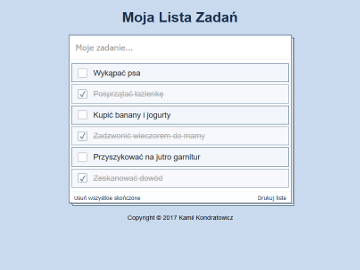 Moja Lista Zadań
Moje zadanie...
Wykąpać psa
Posprzątać łazienkę
Kupić banany i jogurty
Zadzwonić wieczorem do mamy
Przyszykować na jutro garnitur
Zeskanować dowód
Usuń wszystkie skończone
Drukuj listę
Copyright © 2017 Kamil Kondratowicz